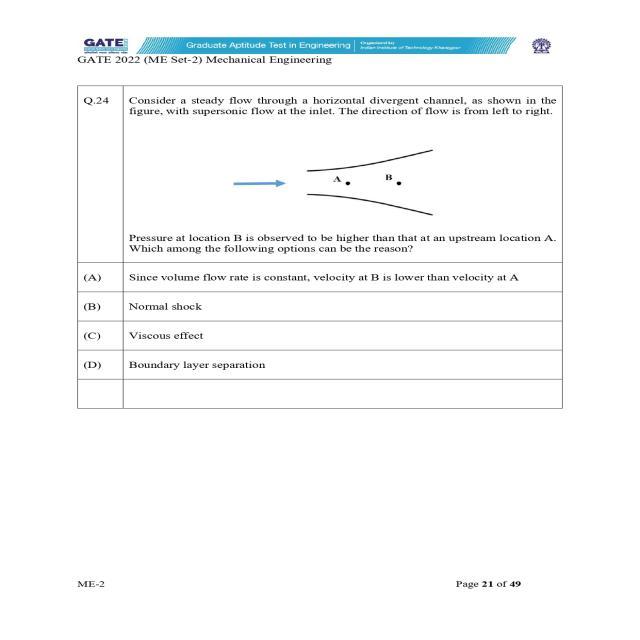 GATE
Graduate Aptitude Test in Engineering
Organised by
Indian Institute of Technology Kharagpur
GATE 2022 (ME Set-2) Mechanical Engineering
Q.24 Consider a steady flow through a horizontal divergent channel, as shown in the
figure, with supersonic flow at the inlet. The direction of flow is from left to right.
A B
Pressure at location B is observed to be higher than that at an upstream location A.
Which among the following options can be the reason?
(A) Since volume flow rate is constant, velocity at B is lower than velocity at A
(B) Normal shock
(C) Viscous effect
(D) Boundary layer separation
ME-2 Page 21 of 49